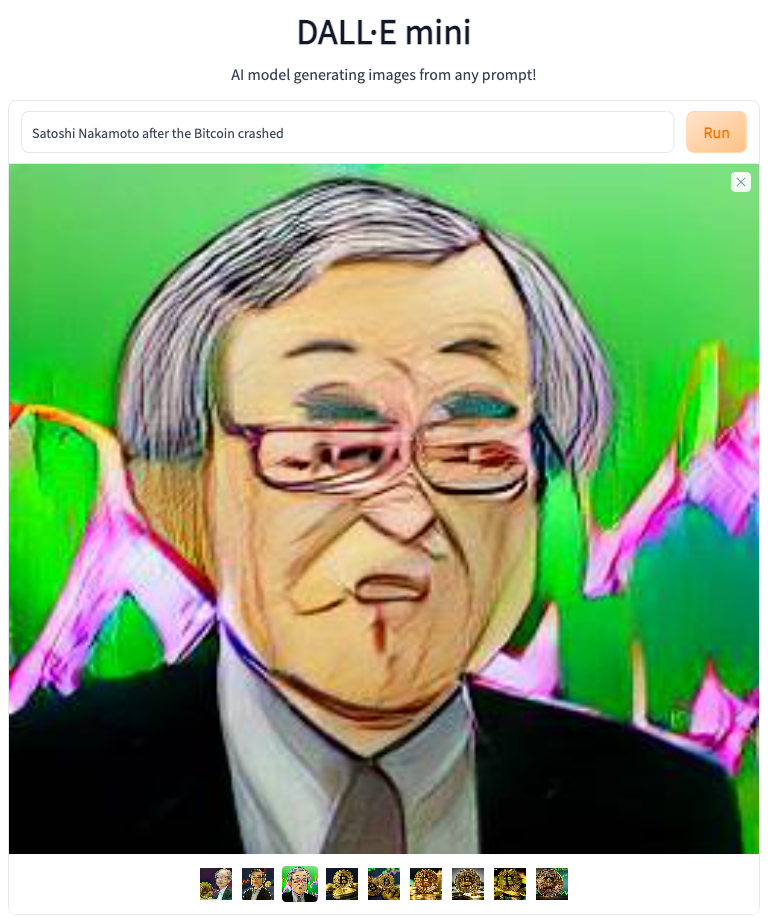 DALL·E mini
AI model generating images from any prompt!
Satoshi Nakamoto after the Bitcoin crashed
Run